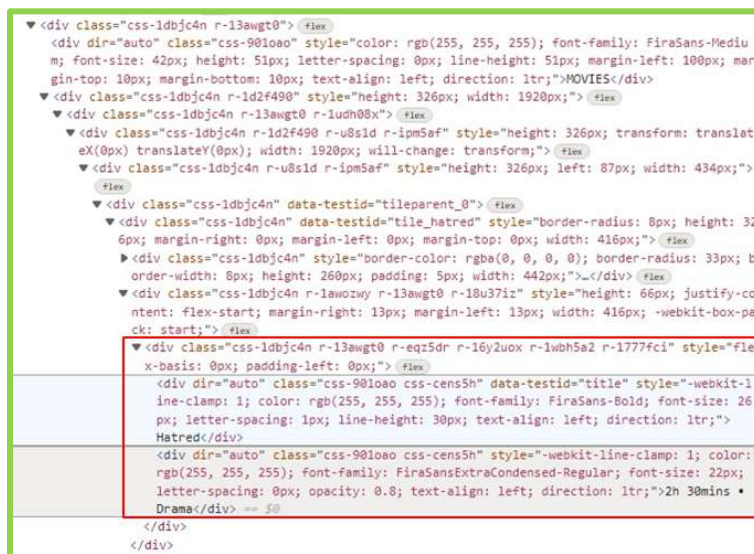 ▼<div class="css-1dbjc4n r-13awgt0"> flex
<div dir="auto" class="css-901oao" style="color: rgb(255, 255, 255); font-family: FiraSans-Mediu
m; font-size: 42px; height: 51px; letter-spacing: 0px; line-height: 51px; margin-left: 100px; mar
gin-top: 10px; margin-bottom: 10px; text-align: left; direction: ltr;">MOVIES</div>
▼<div class="css-1dbjc4n r-1d2f490" style="height: 326px; width: 1920px;"> flex
▼<div class="css-1dbjc4n r-13awgt0 r-1udh08x"> flex
▼<div class="css-1dbjc4n r-1d2f490 r-u8s1d r-ipm5af" style="height: 326px; transform: translat
eX(0px) translateY(0px); width: 1920px; will-change: transform;"> flex
▼<div class="css-1dbjc4n r-u8s1d r-ipm5af" style="height: 326px; left: 87px; width: 434px;">
flex
▼<div class="css-1dbjc4n" data-testid="tileparent_0"> flex
▼<div class="css-1dbjc4n" data-testid="tile_hatred" style="border-radius: 8px; height: 32
6px; margin-right: 0px; margin-left: 0px; margin-top: 0px; width: 416px;"> flex
▶<div class="css-1dbjc4n" style="border-color: rgba(0, 0, 0, 0); border-radius: 33px; b
order-width: 8px; height: 260px; padding: 5px; width: 442px;">…</div> flex
▼<div class="css-1dbjc4n r-1awozwy r-13awgt0 r-18u37iz" style="height: 66px; justify-co
ntent: flex-start; margin-right: 13px; margin-left: 13px; width: 416px; -webkit-box-pa
ck: start;"> flex
▼<div class="css-1dbjc4n r-13awgt0 r-eqz5dr r-16y2uox r-1wbh5a2 r-1777fci" style="fle
x-basis: 0px; padding-left: 0px;"> flex
<div dir="auto" class="css-901oao css-cens5h" data-testid="title" style="-webkit-l
ine-clamp: 1; color: rgb(255, 255, 255); font-family: FiraSans-Bold; font-size: 26
px; letter-spacing: 1px; line-height: 30px; text-align: left; direction: ltr;">
Hatred</div>
<div dir="auto" class="css-901oao css-cens5h" style="-webkit-line-clamp: 1; color:
rgb(255, 255, 255); font-family: FiraSansExtraCondensed-Regular; font-size: 22px;
letter-spacing: 0px; opacity: 0.8; text-align: left; direction: ltr;">2h 30mins •
Drama</div> == $0
</div>
</div>